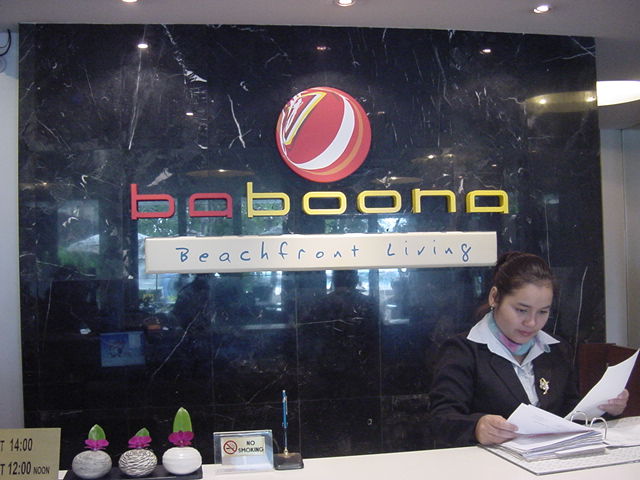 baboona
Beachfront Living
NO
SMOKING
T 14:00
T 12:00 NOON